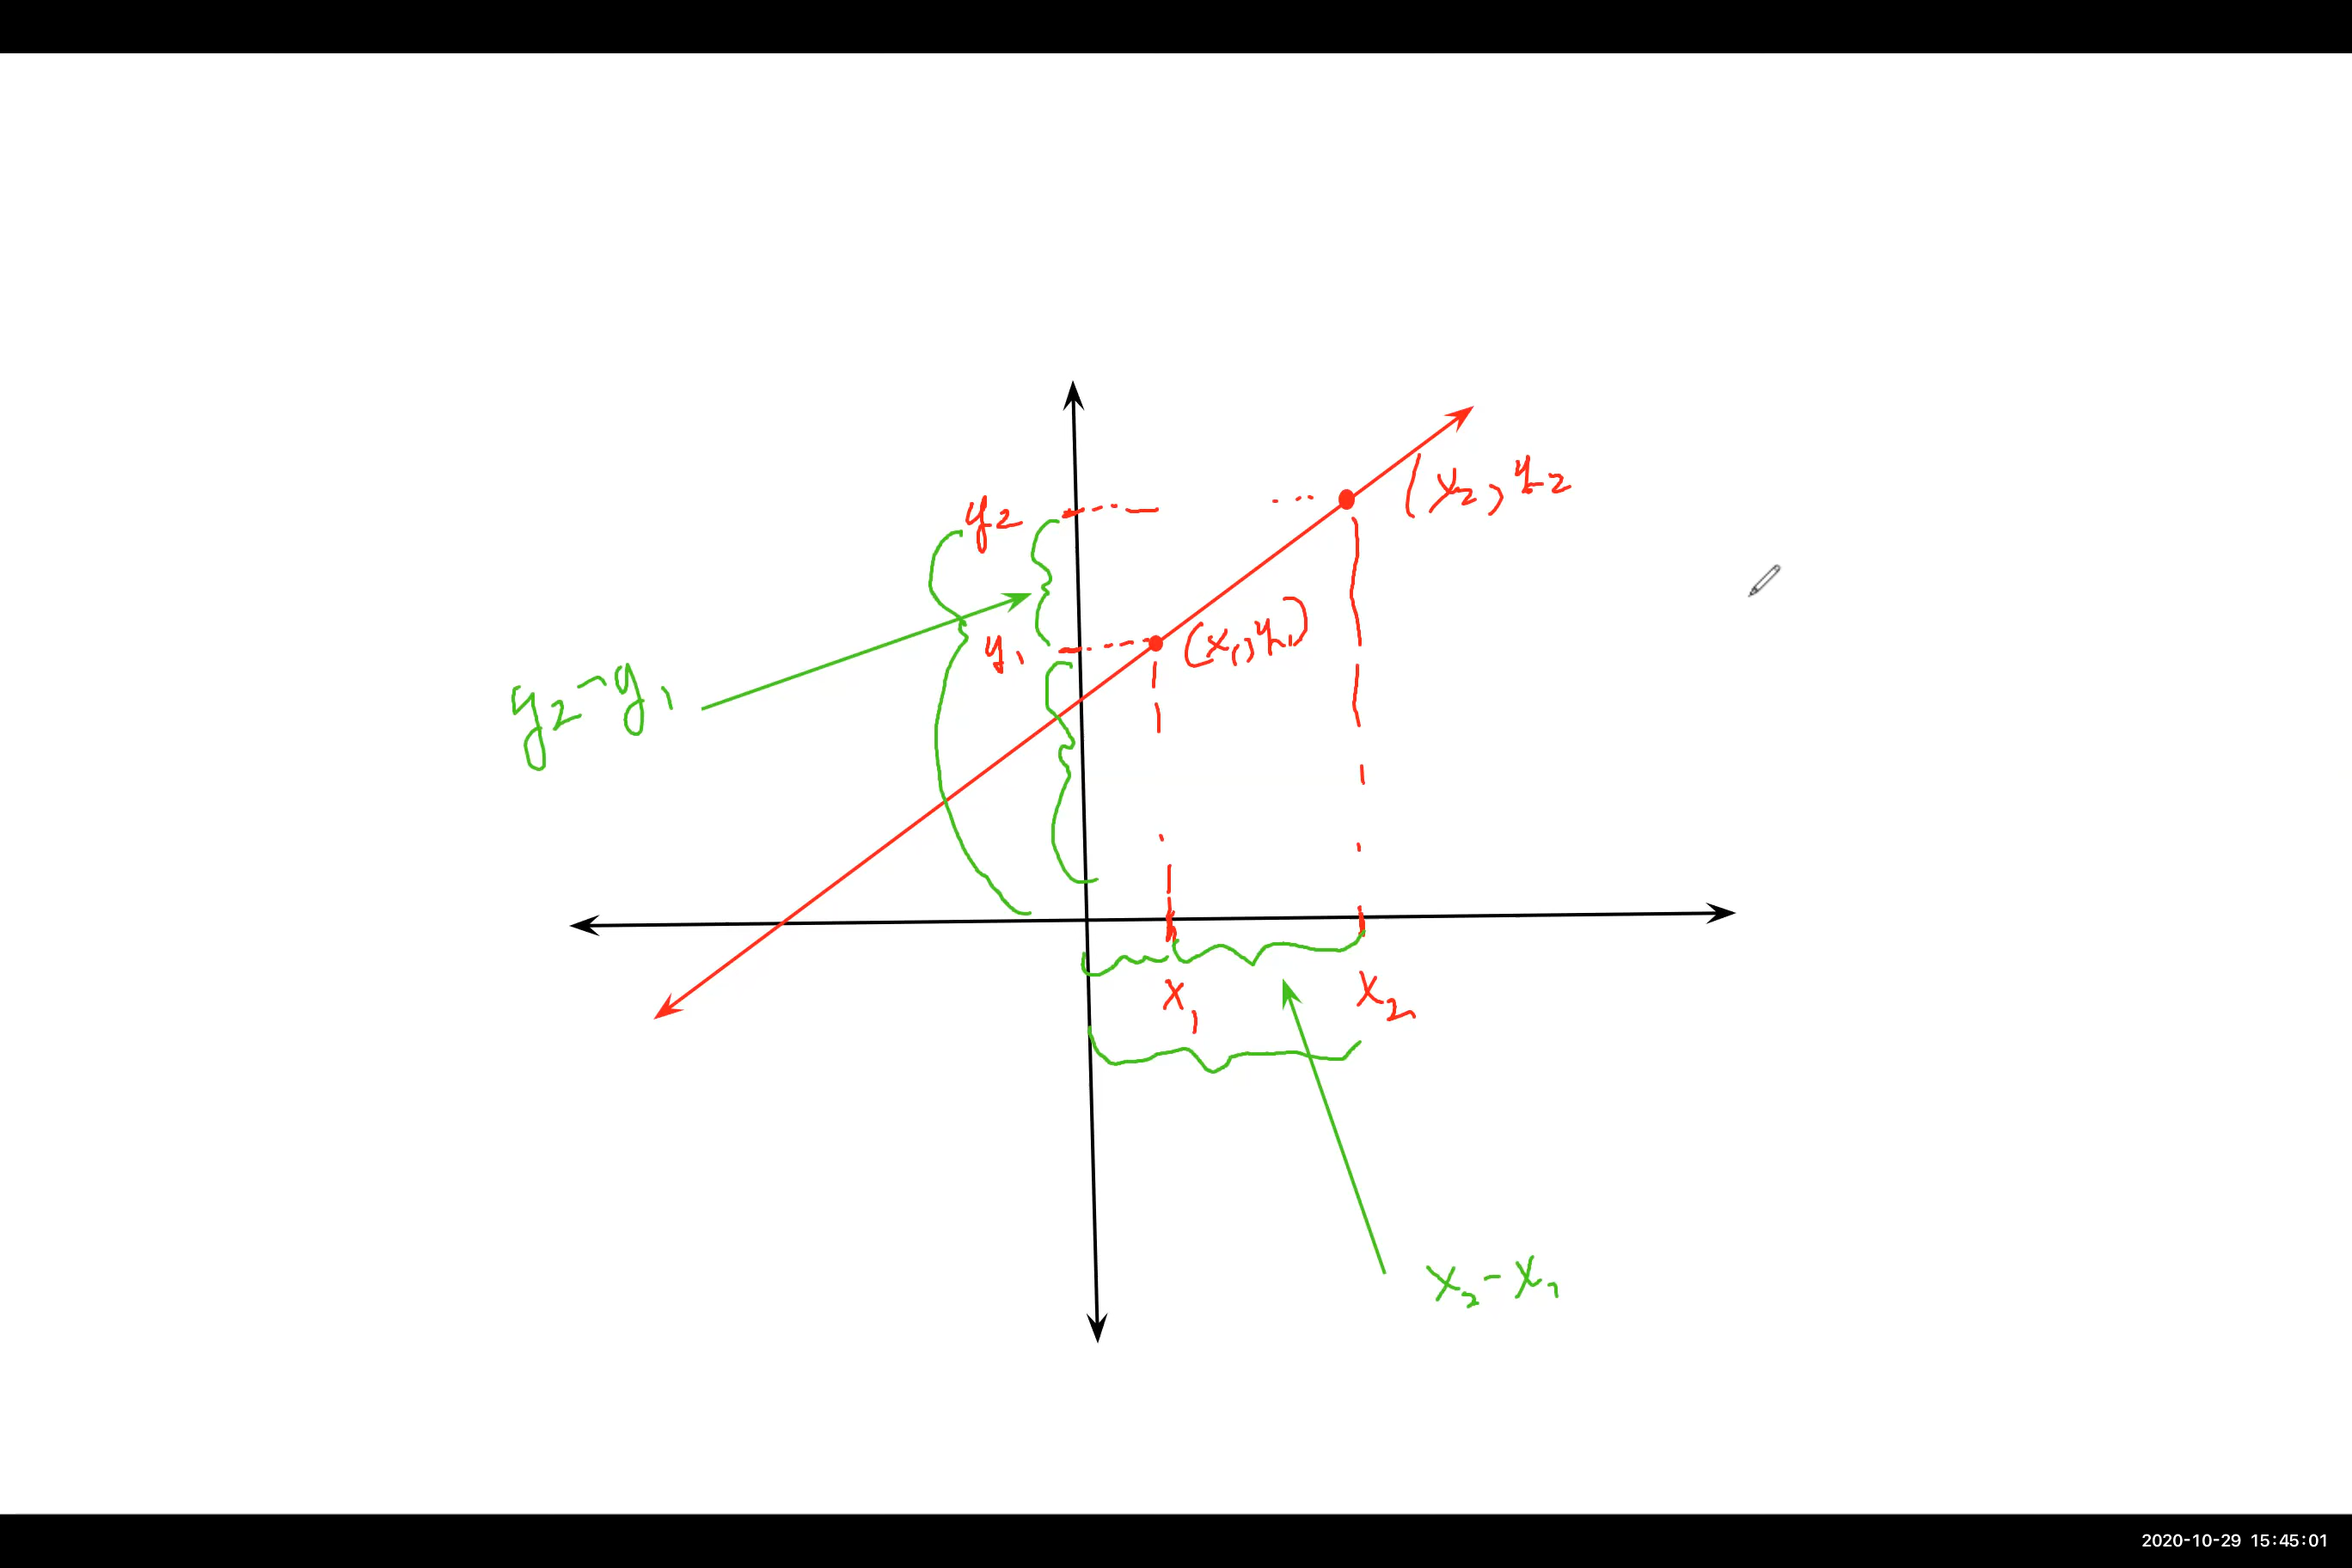 (x₂, y₂
y₂
(x₁, y₁)
y₁
y₂-y₁
x₁
x₂
x₂-x₁
2020-10-29 15:45:01